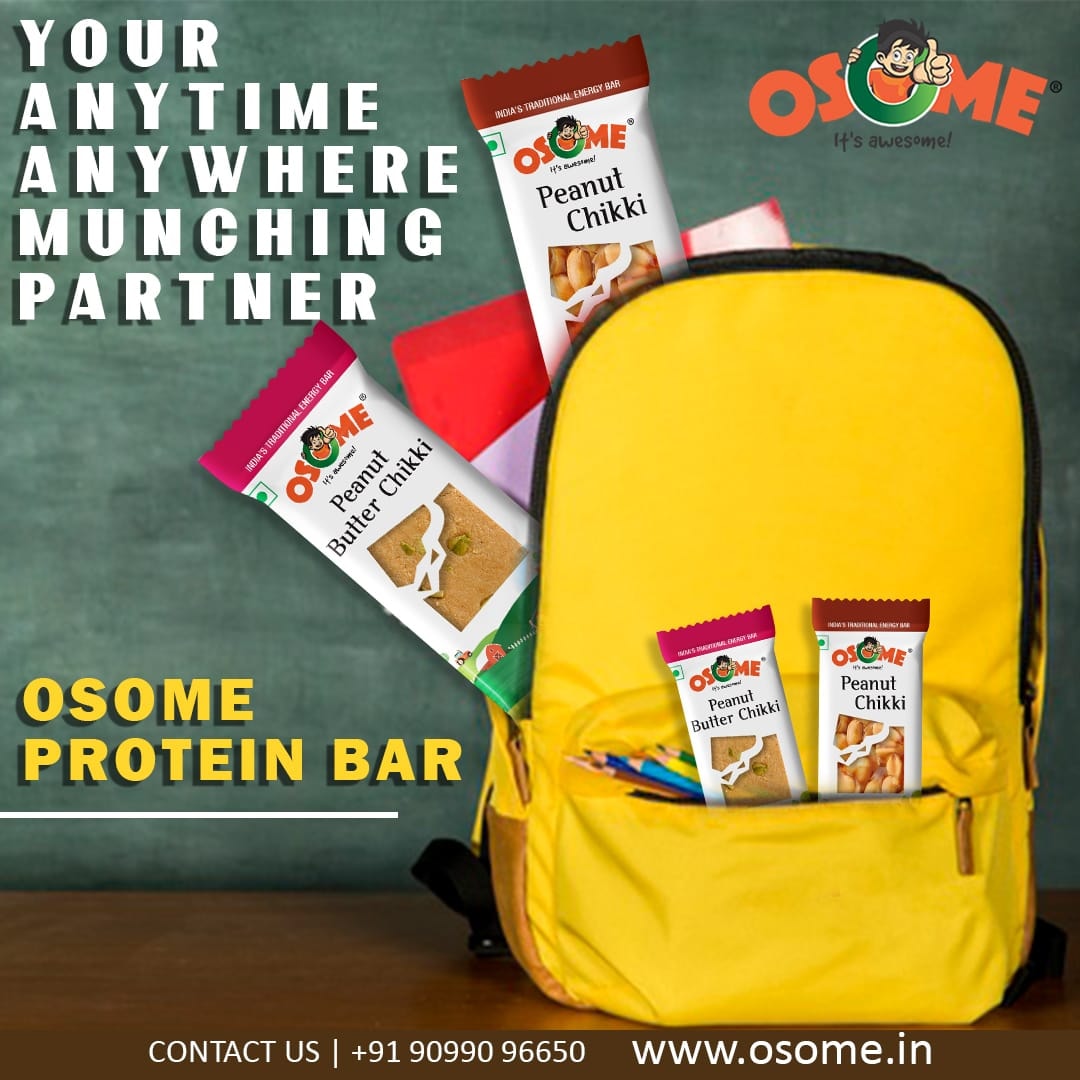 YOUR
ANYTIME
ANYWHERE
MUNCHING
PARTNER
OSOME®
It's awesome!
INDIA'S TRADITIONAL ENERGY BAR
OSOME®
It's awesome!
Peanut
Chikki
INDIA'S TRADITIONAL ENERGY BAR
OSOME®
It's awesome!
Peanut
Butter Chikki
INDIA'S TRADITIONAL ENERGY BAR
OSOME®
It's awesome!
Peanut
Butter Chikki
INDIA'S TRADITIONAL ENERGY BAR
OSOME®
It's awesome!
Peanut
Chikki
OSOME
PROTEIN BAR
CONTACT US | +91 90990 96650 www.osome.in